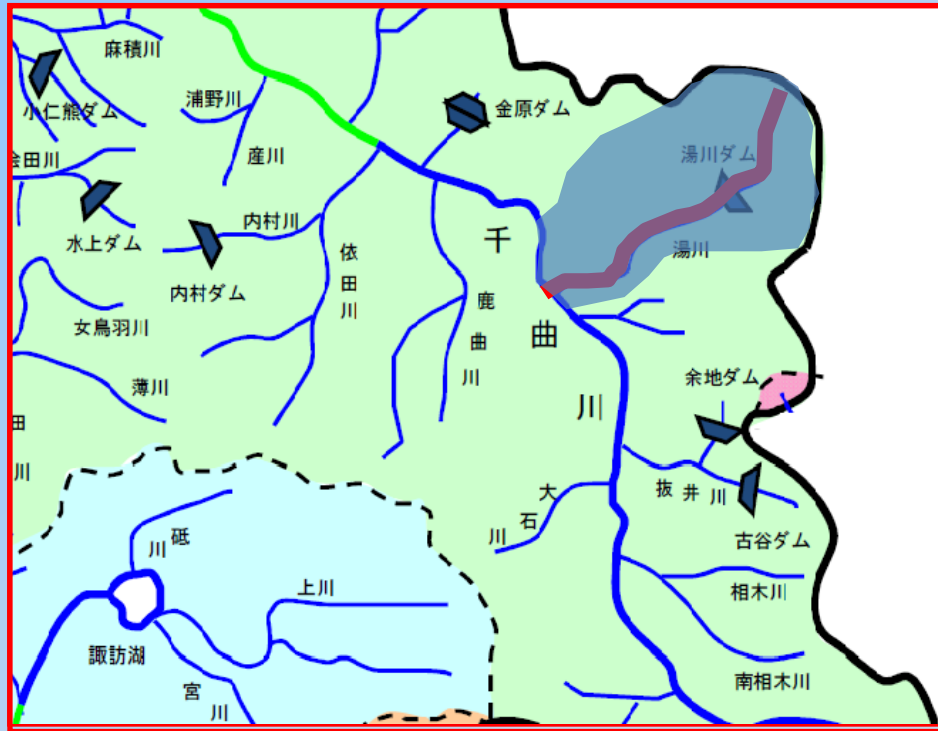 麻積川
小仁熊ダム
浦野川
金原ダム
会田川
産川
湯川ダム
水上ダム
内村川
千曲川
湯川
依田川
内村ダム
鹿曲川
女鳥羽川
薄川
余地ダム
田川
抜井川
大石川
古谷ダム
砥川
上川
相木川
諏訪湖
宮川
南相木川